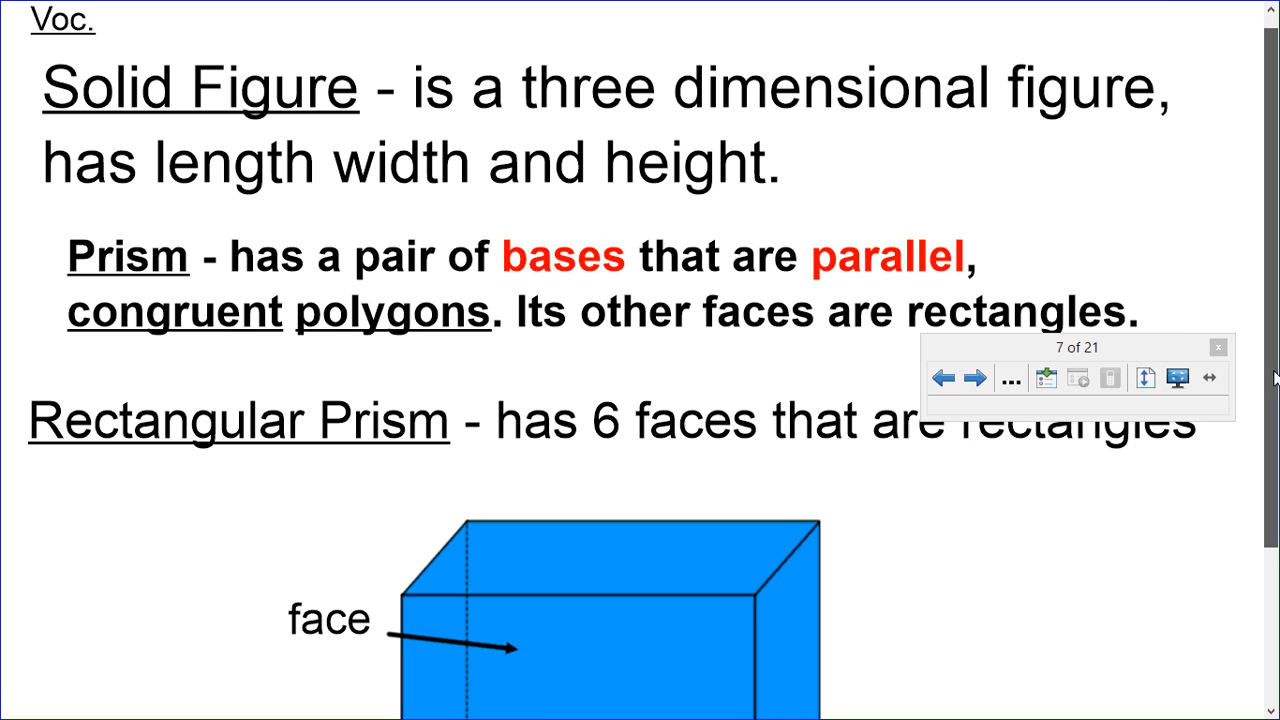 Voc.
Solid Figure - is a three dimensional figure,
has length width and height.
Prism - has a pair of bases that are parallel,
congruent polygons. Its other faces are rectangles.
7 of 21
Rectangular Prism - has 6 faces that are rectangles
face